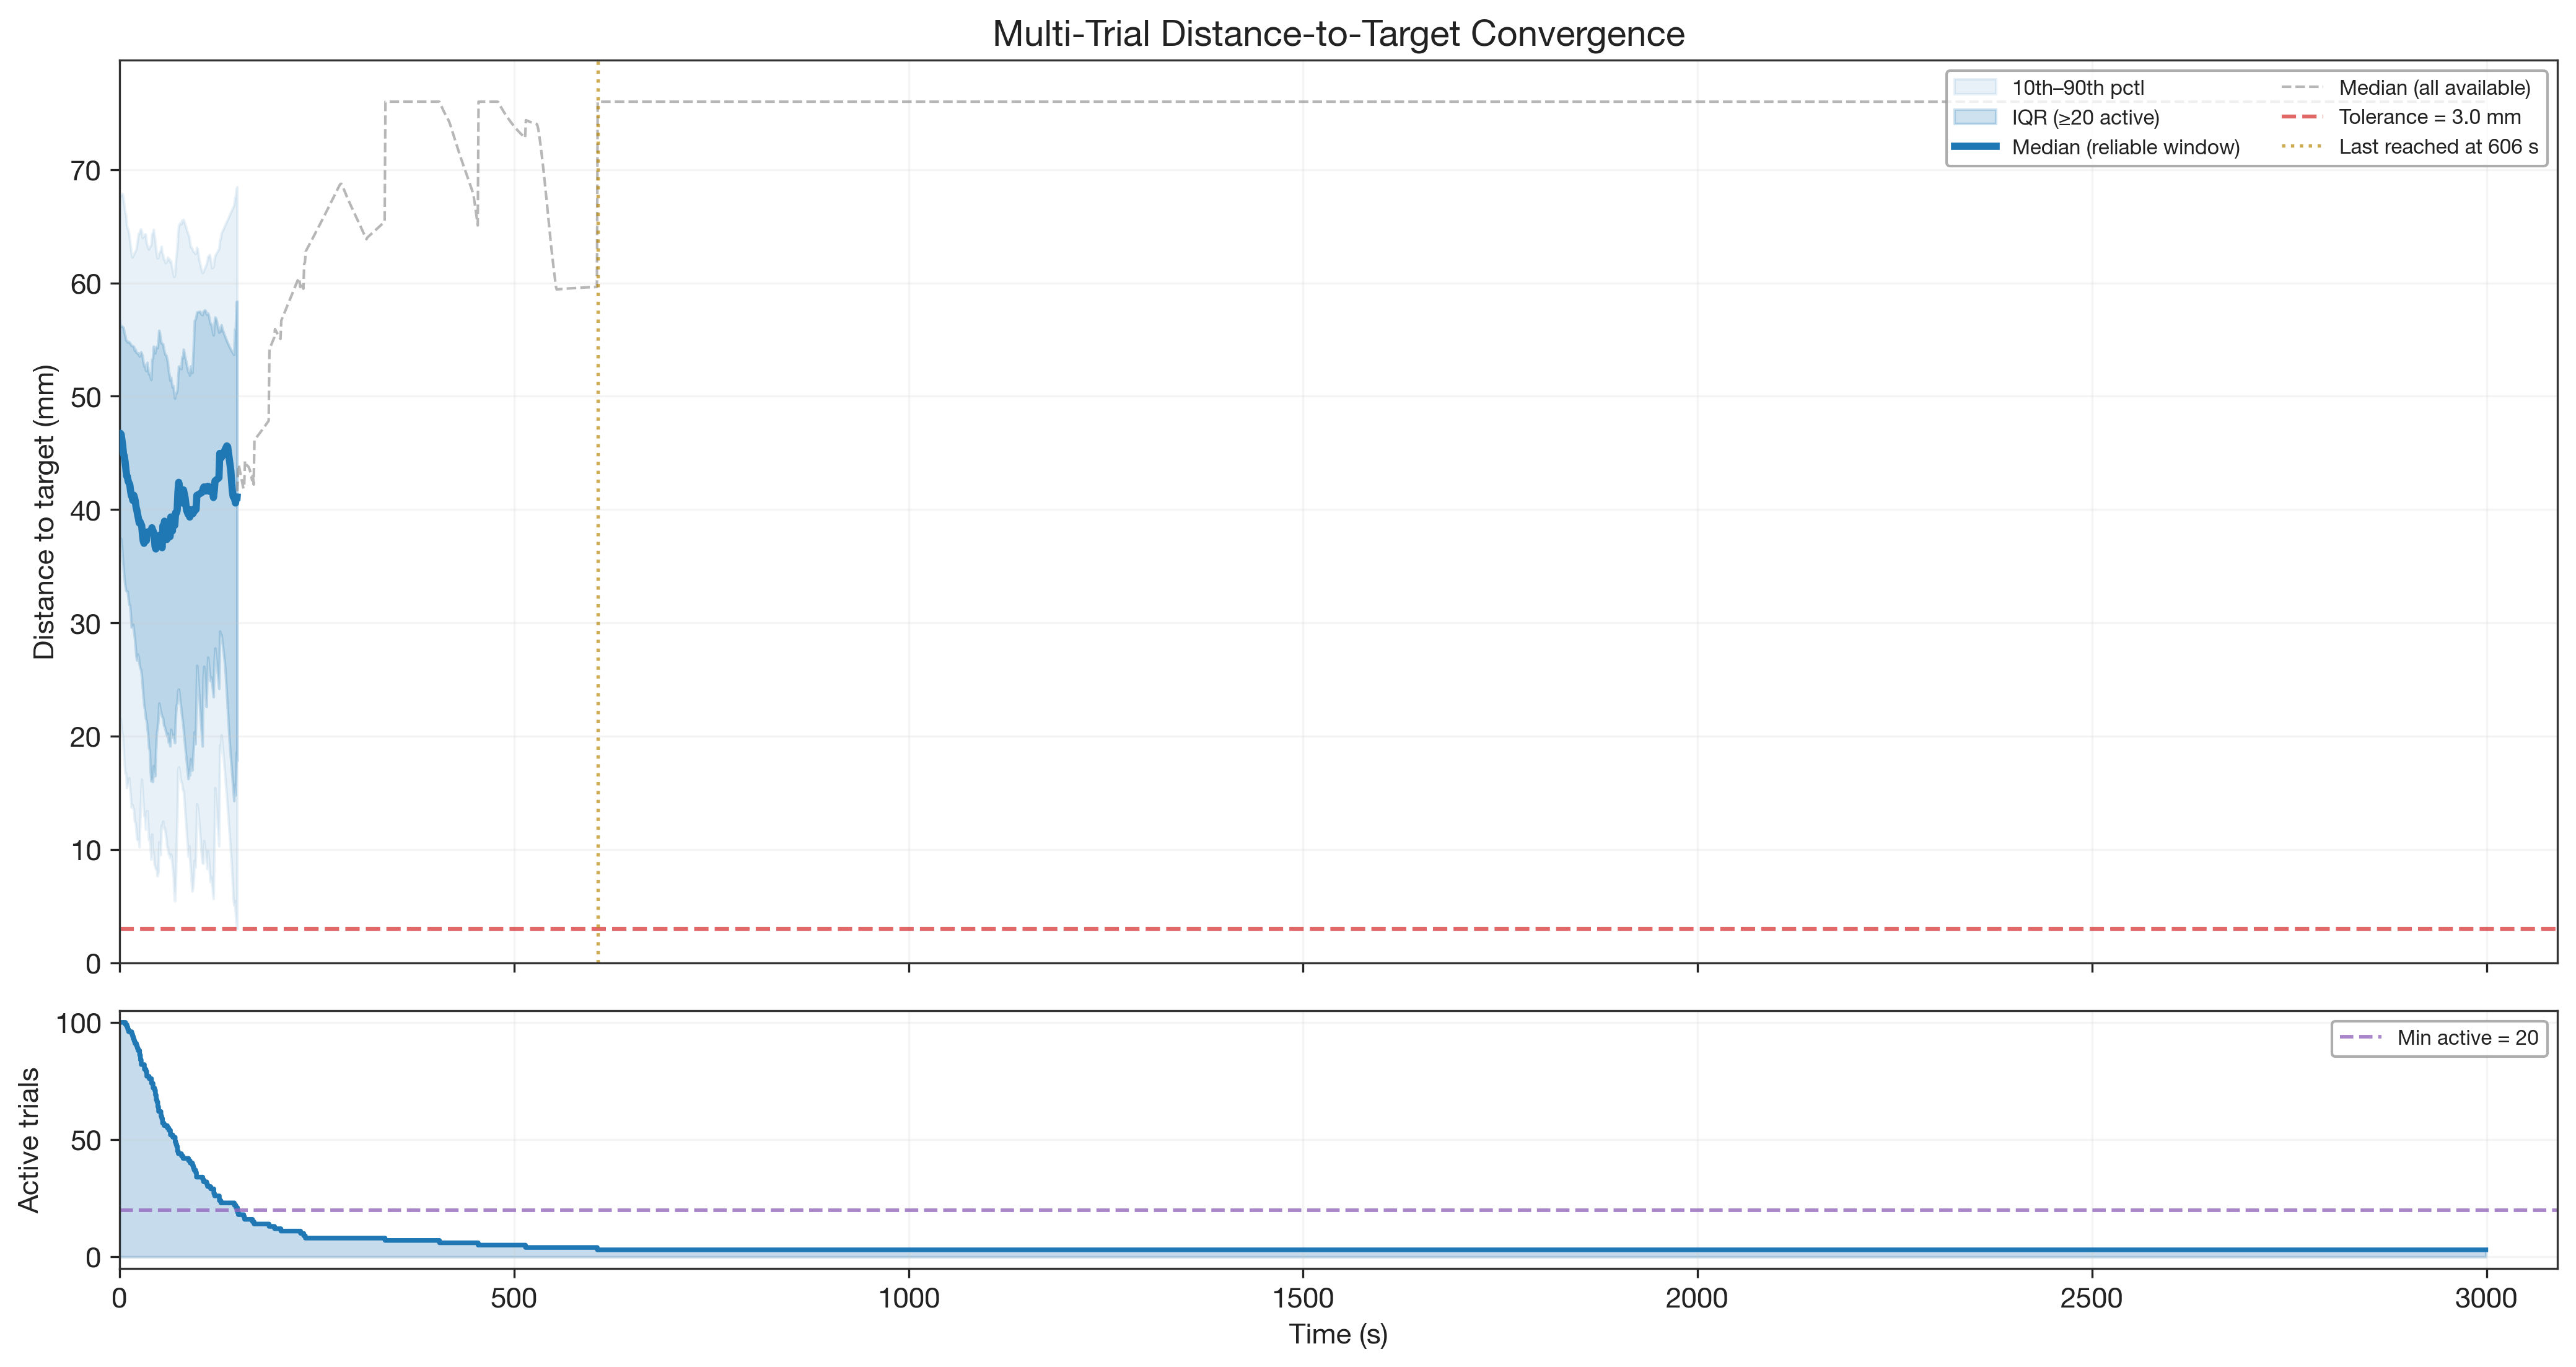 Multi-Trial Distance-to-Target Convergence
10th–90th pctl
IQR (≥20 active)
Median (reliable window)
Median (all available)
Tolerance = 3.0 mm
Last reached at 606 s
Distance to target (mm)
70
60
50
40
30
20
10
0
Min active = 20
Active trials
100
50
0
0 500 1000 1500 2000 2500 3000
Time (s)